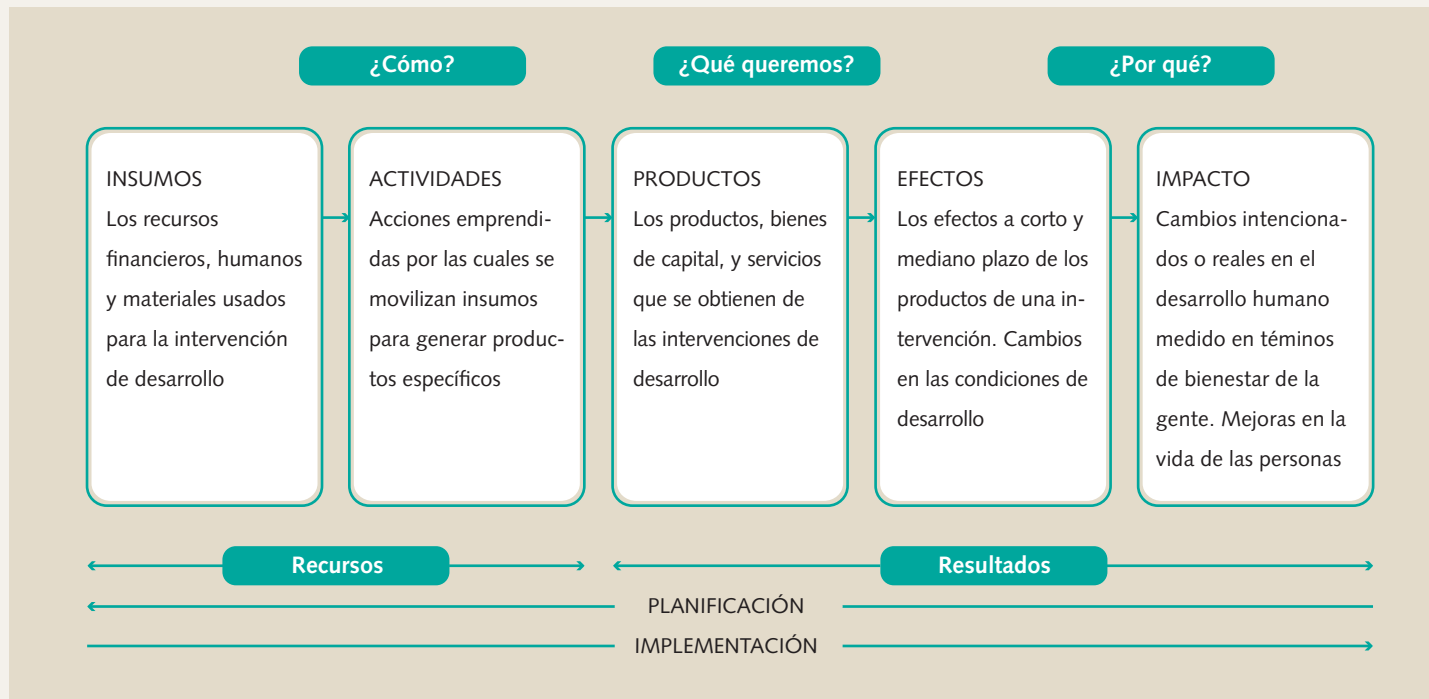 ¿Cómo?
¿Qué queremos?
¿Por qué?
INSUMOS
Los recursos
financieros, humanos
y materiales usados
para la intervención
de desarrollo
ACTIVIDADES
Acciones emprendi-
das por las cuales se
movilizan insumos
para generar produc-
tos específicos
PRODUCTOS
Los productos, bienes
de capital, y servicios
que se obtienen de
las intervenciones de
desarrollo
EFECTOS
Los efectos a corto y
mediano plazo de los
productos de una in-
tervención. Cambios
en las condiciones de
desarrollo
IMPACTO
Cambios intenciona-
dos o reales en el
desarrollo humano
medido en téminos
de bienestar de la
gente. Mejoras en la
vida de las personas
Recursos
Resultados
PLANIFICACIÓN
IMPLEMENTACIÓN